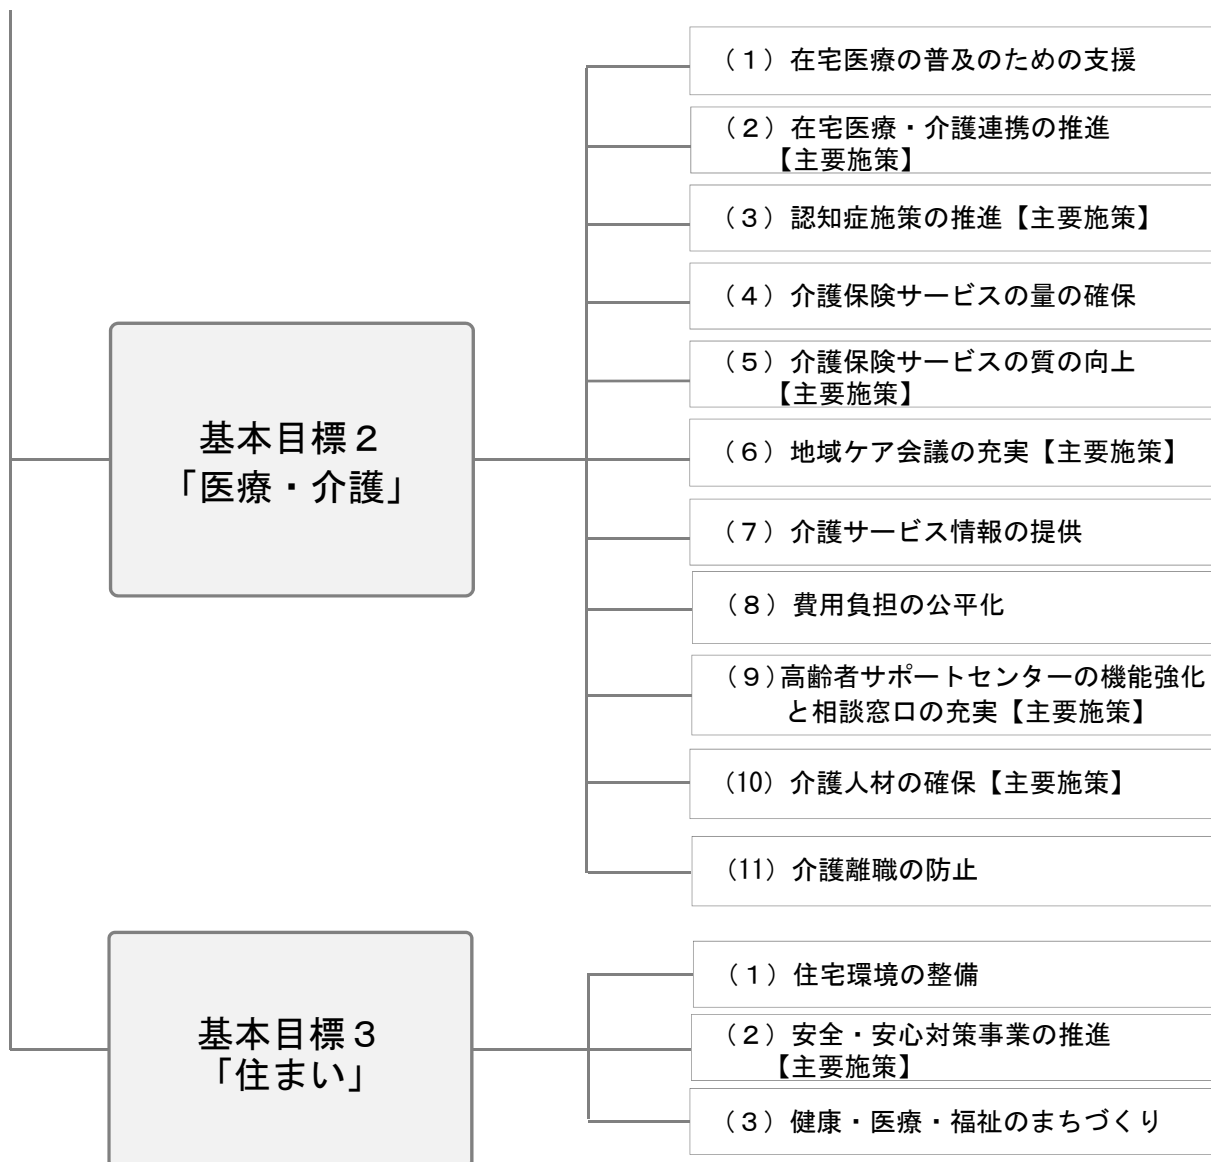 （１）在宅医療の普及のための支援
（２）在宅医療・介護連携の推進
【主要施策】
（３）認知症施策の推進【主要施策】
（４）介護保険サービスの量の確保
（５）介護保険サービスの質の向上
【主要施策】
基本目標２
「医療・介護」
（６）地域ケア会議の充実【主要施策】
（７）介護サービス情報の提供
（８）費用負担の公平化
（９）高齢者サポートセンターの機能強化
と相談窓口の充実【主要施策】
（10）介護人材の確保【主要施策】
（11）介護離職の防止
基本目標３
「住まい」
（１）住宅環境の整備
（２）安全・安心対策事業の推進
【主要施策】
（３）健康・医療・福祉のまちづくり